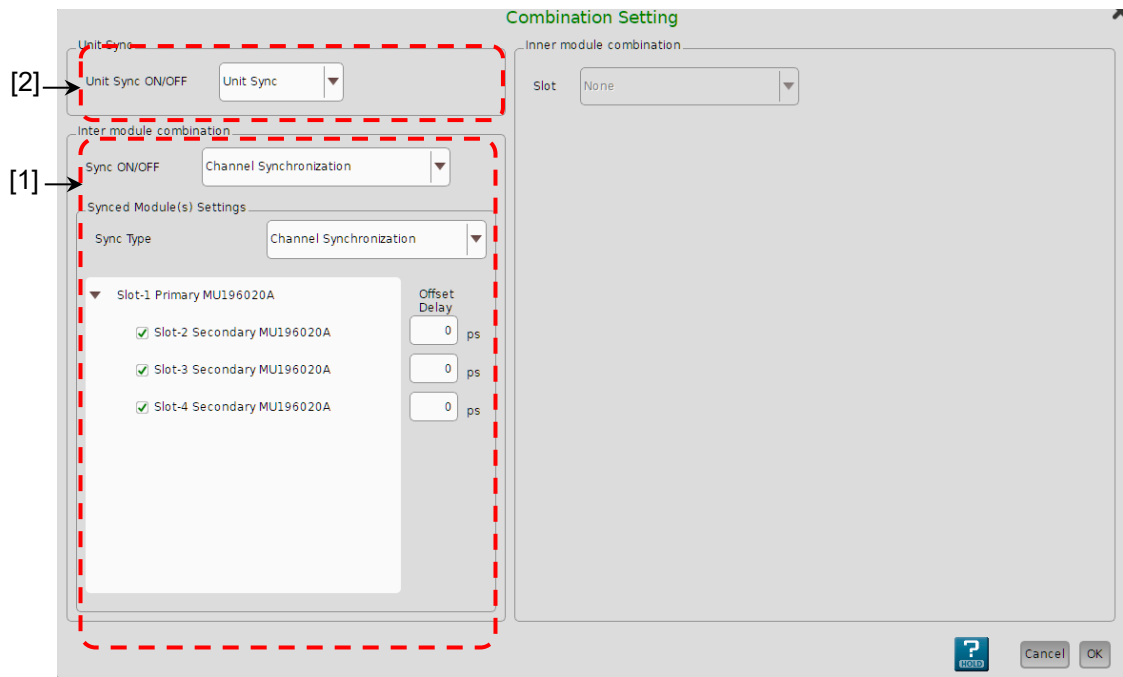 Combination Setting
Unit Sync
[2]
Unit Sync ON/OFF
Unit Sync
Inter module combination
[1]
Sync ON/OFF
Channel Synchronization
Synced Module(s) Settings
Sync Type
Channel Synchronization
Slot-1 Primary MU196020A
Offset
Delay
Slot-2 Secondary MU196020A
0 ps
Slot-3 Secondary MU196020A
0 ps
Slot-4 Secondary MU196020A
0 ps
Inner module combination
Slot
None
?
HOLD
Cancel
OK